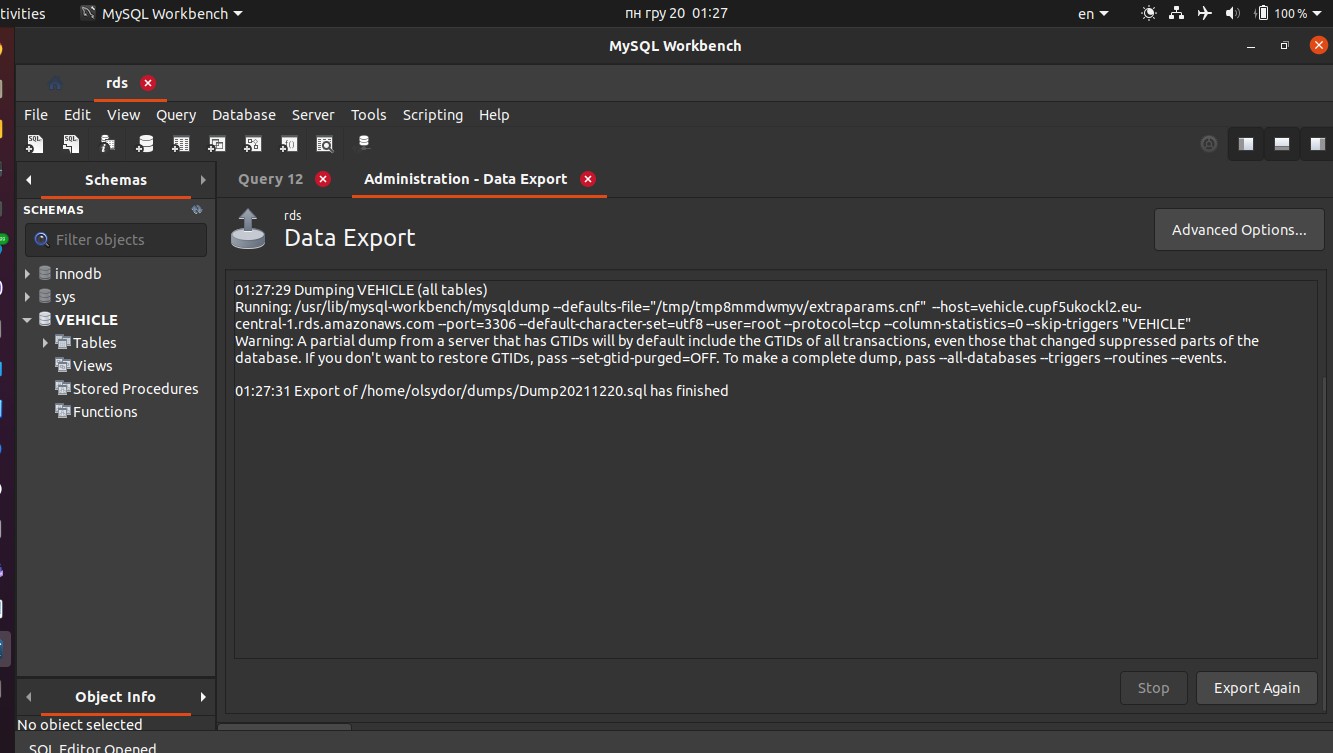 tivities
MySQL Workbench
пн гру 20 01:27
en
100 %
MySQL Workbench
rds
File Edit View Query Database Server Tools Scripting Help
Schemas
Query 12
Administration - Data Export
SCHEMAS
Filter objects
innodb
sys
VEHICLE
Tables
Views
Stored Procedures
Functions
rds
Data Export
Advanced Options...
01:27:29 Dumping VEHICLE (all tables)
Running: /usr/lib/mysql-workbench/mysqldump --defaults-file="/tmp/tmp8mmdwmyv/extraparams.cnf" --host=vehicle.cupf5ukockl2.eu-
central-1.rds.amazonaws.com --port=3306 --default-character-set=utf8 --user=root --protocol=tcp --column-statistics=0 --skip-triggers "VEHICLE"
Warning: A partial dump from a server that has GTIDs will by default include the GTIDs of all transactions, even those that changed suppressed parts of the
database. If you don't want to restore GTIDs, pass --set-gtid-purged=OFF. To make a complete dump, pass --all-databases --triggers --routines --events.
01:27:31 Export of /home/olsydor/dumps/Dump20211220.sql has finished
Stop
Export Again
Object Info
No object selected
SQL Editor Opened